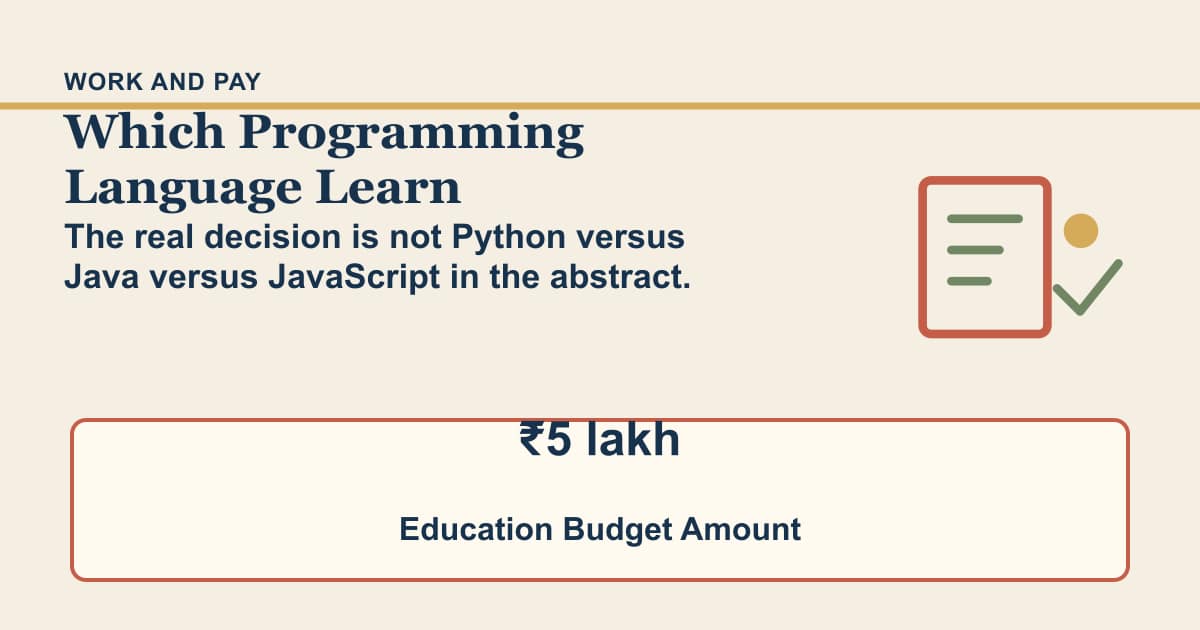 WORK AND PAY
Which Programming
Language Learn
The real decision is not Python versus
Java versus JavaScript in the abstract.
₹5 lakh
Education Budget Amount